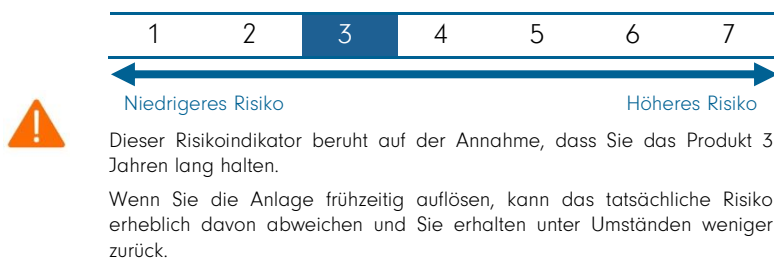 1 2 3 4 5 6 7
Niedrigeres Risiko Höheres Risiko
Dieser Risikoindikator beruht auf der Annahme, dass Sie das Produkt 3
Jahren lang halten.
Wenn Sie die Anlage frühzeitig auflösen, kann das tatsächliche Risiko
erheblich davon abweichen und Sie erhalten unter Umständen weniger
zurück.